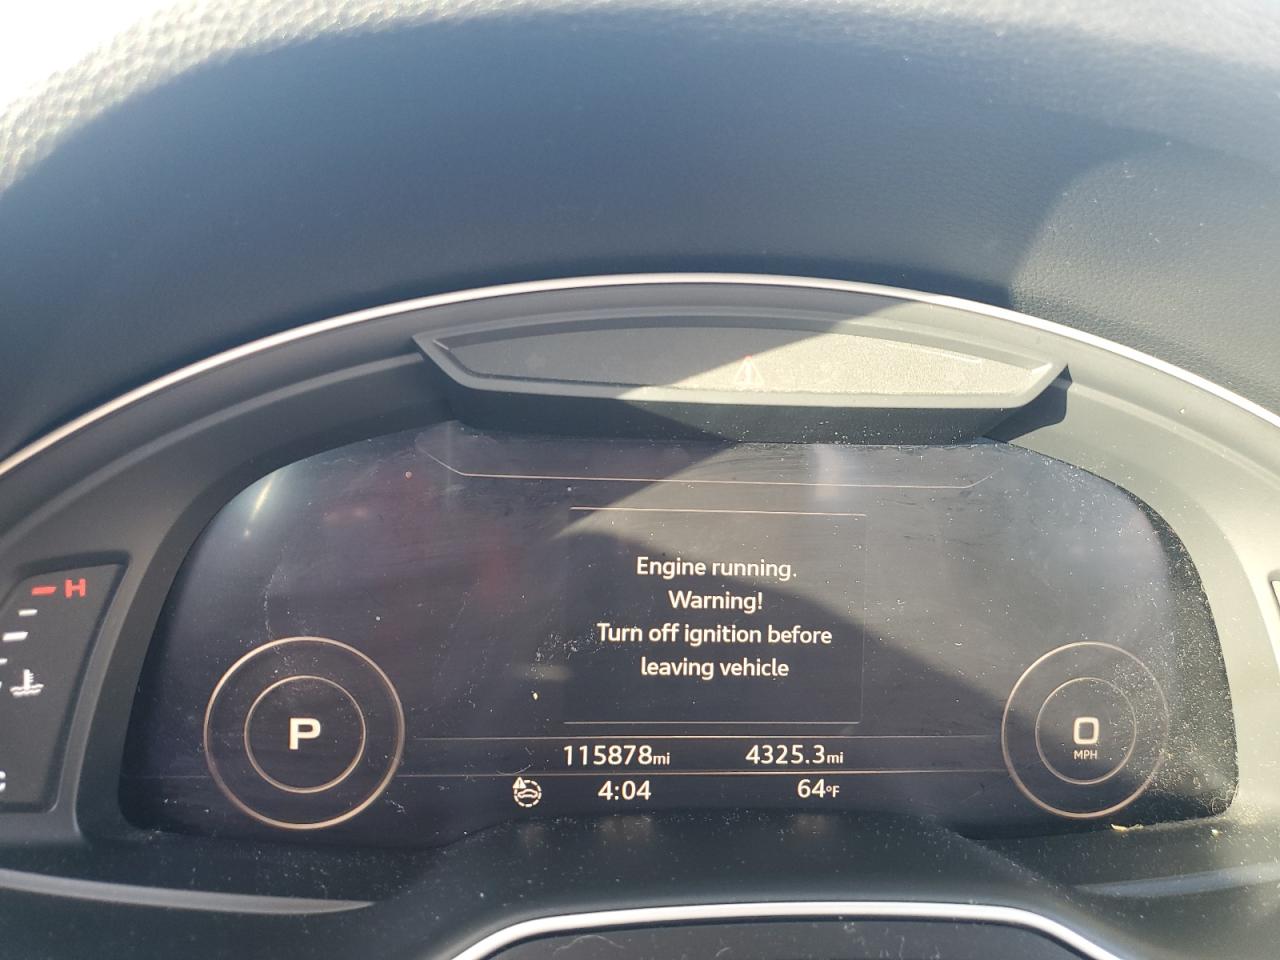 H
Engine running.
Warning!
Turn off ignition before
leaving vehicle
P
0
MPH
115878mi 4325.3mi
4:04 64°F